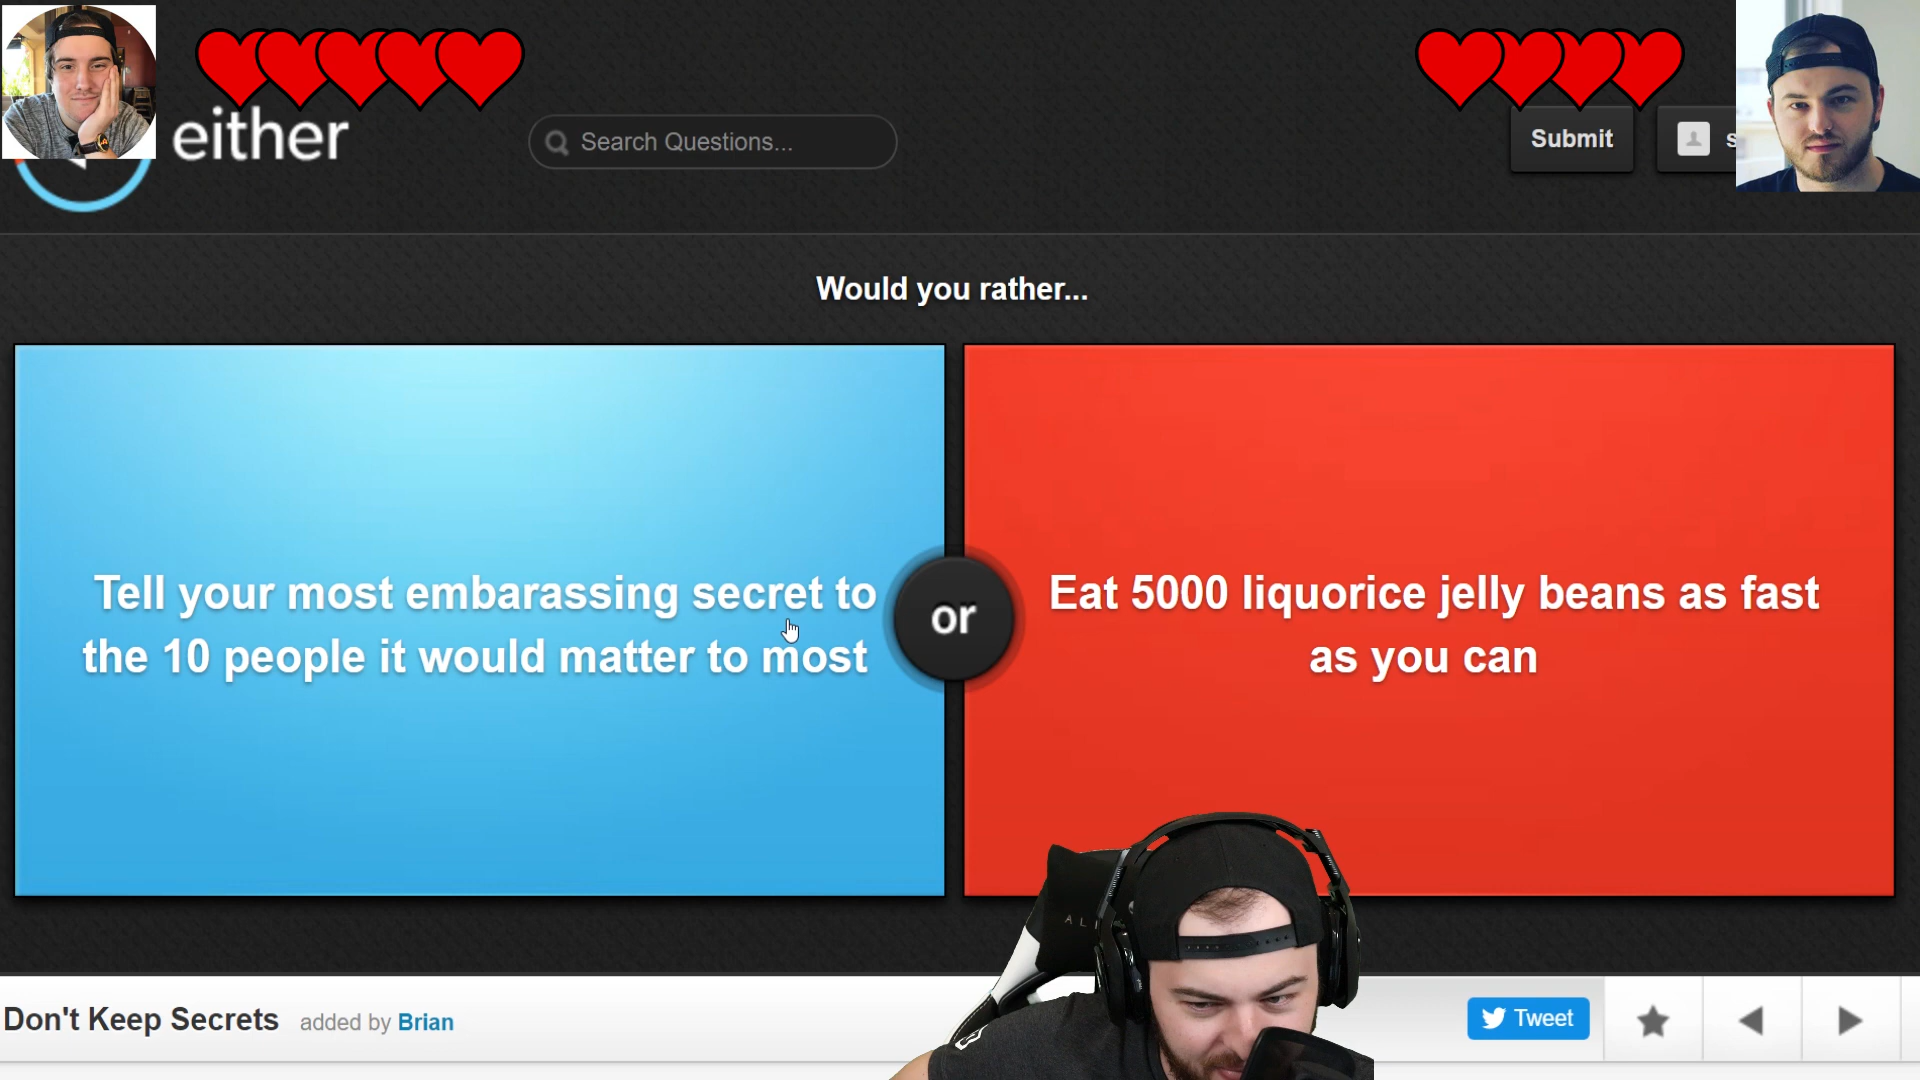 either
Search Questions...
Submit
s
Would you rather...
Tell your most embarassing secret to
the 10 people it would matter to most
or
Eat 5000 liquorice jelly beans as fast
as you can
ALI
Don't Keep Secrets added by Brian
Tweet